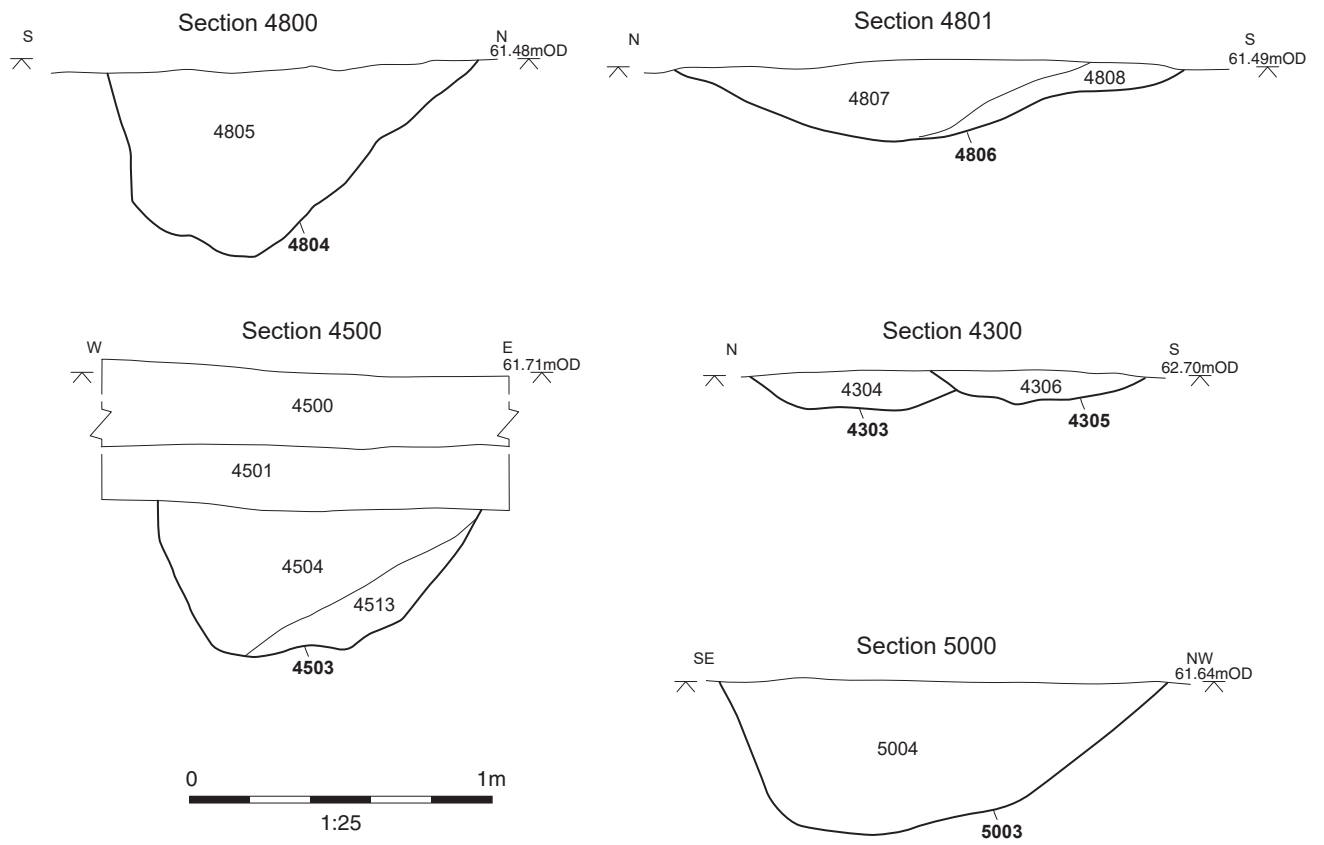 Section 4800
S
N
61.48mOD
4805
4804
Section 4801
N
S
61.49mOD
4807
4808
4806
Section 4500
W
E
61.71mOD
4500
4501
4504
4513
4503
Section 4300
N
S
62.70mOD
4304
4306
4303
4305
Section 5000
SE
NW
61.64mOD
5004
5003
0
1m
1:25